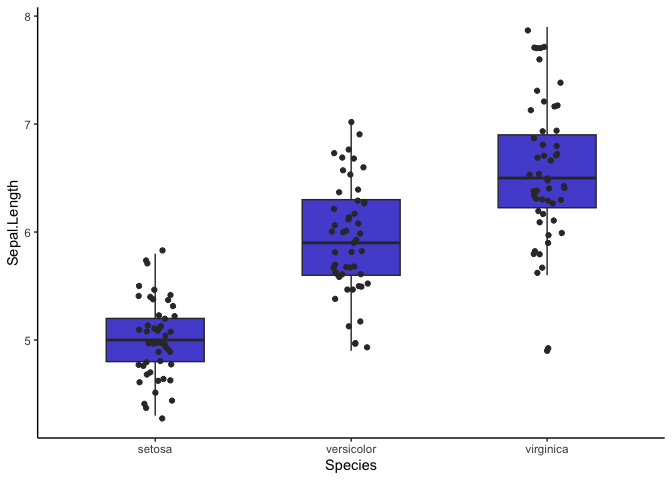 8
7
6
5
Sepal.Length
setosa
versicolor
virginica
Species